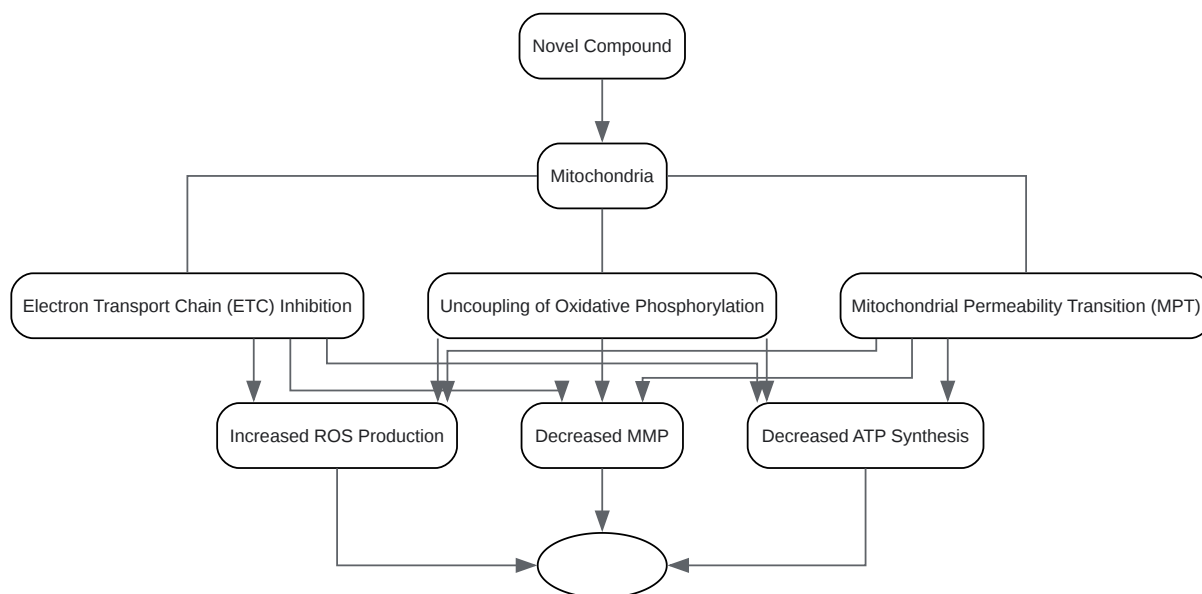 Novel Compound
Mitochondria
Electron Transport Chain (ETC) Inhibition
Uncoupling of Oxidative Phosphorylation
Mitochondrial Permeability Transition (MPT)
Increased ROS Production
Decreased MMP
Decreased ATP Synthesis